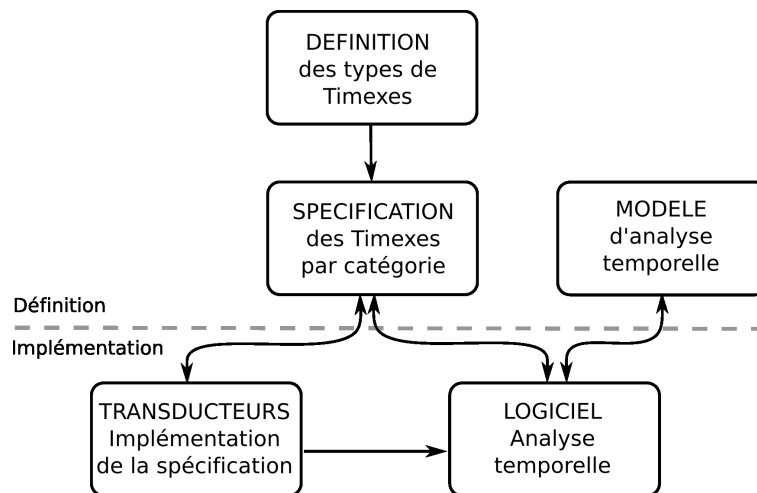 DEFINITION
des types de
Timexes
SPECIFICATION
des Timexes
par catégorie
MODELE
d'analyse
temporelle
Définition
Implémentation
TRANSDUCTEURS
Implémentation
de la spécification
LOGICIEL
Analyse
temporelle